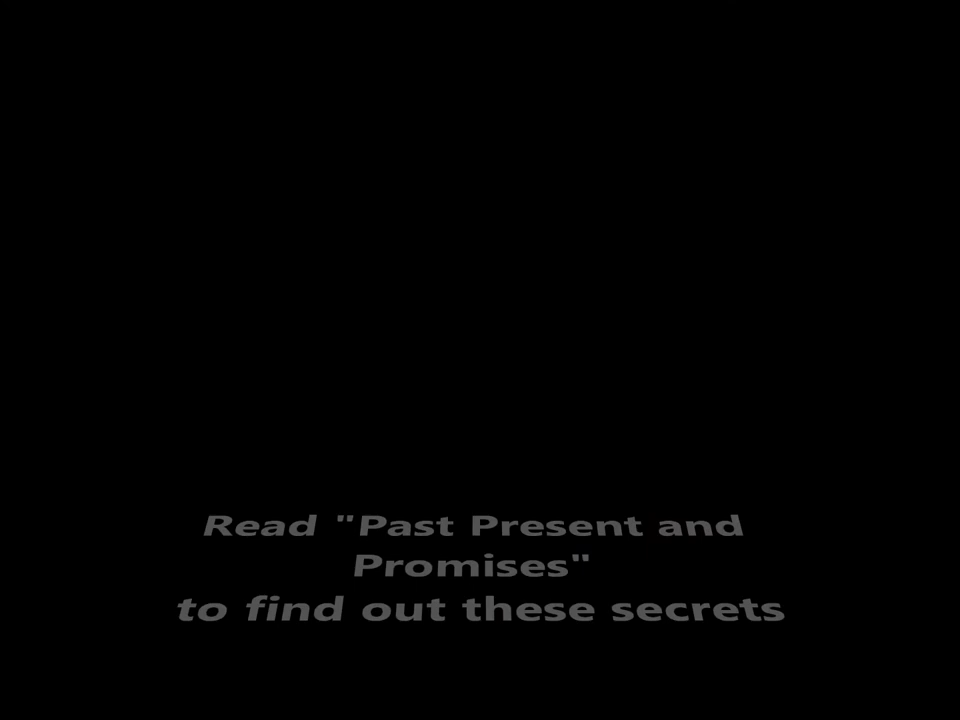 Read "Past Present and
Promises"
to find out these secrets